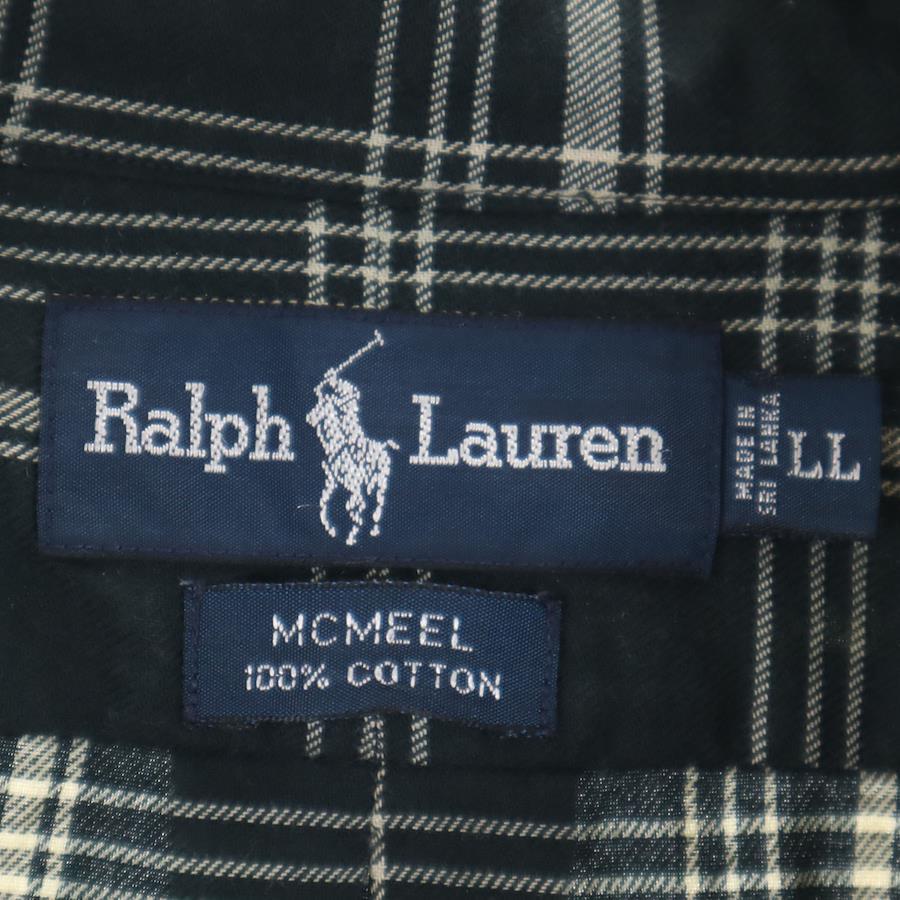 Ralph Lauren
MADE IN
SRI LANKA
LL
MCMEEL
100% COTTON